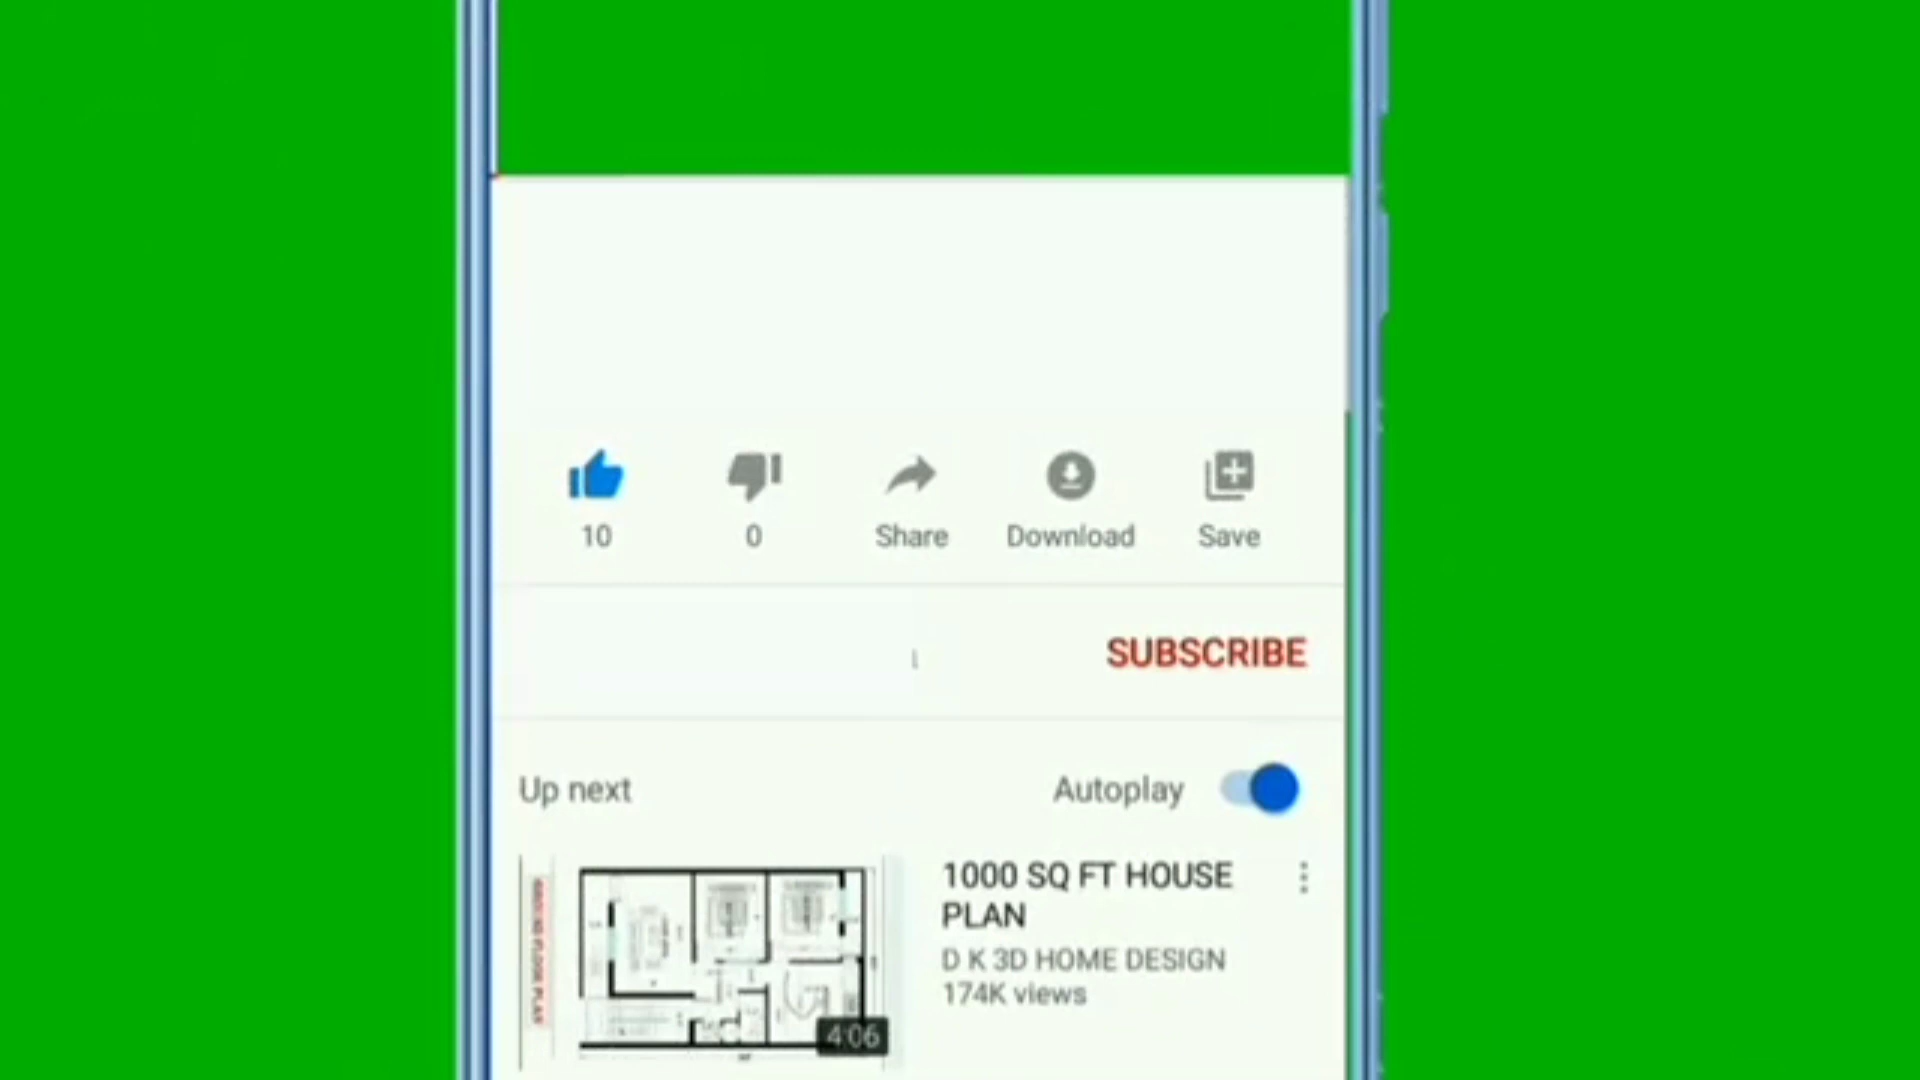 10
0
Share
Download
Save
SUBSCRIBE
Up next
Autoplay
1000 SQ FT HOUSE
PLAN
D K 3D HOME DESIGN
174K views
4:06